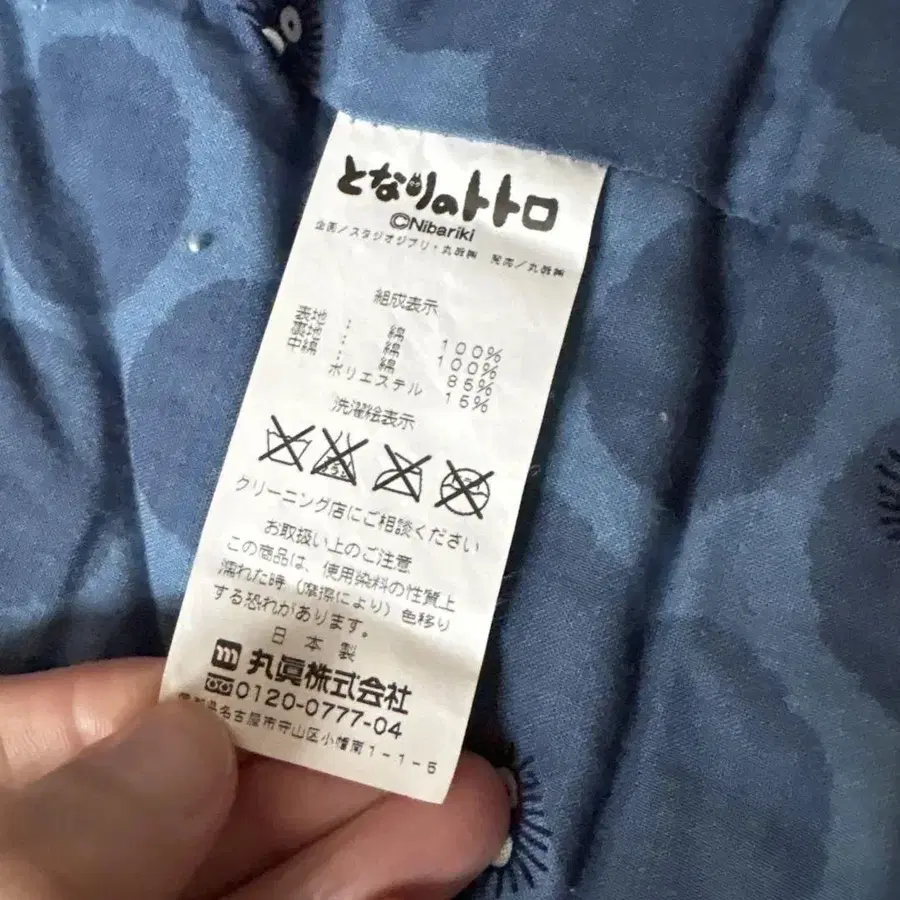 となりのトトロ
©Nibariki
企画/スタジオジブリ・丸眞㈱ 発売/丸眞㈱
組成表示
表地: 綿 100%
裏地: 綿 100%
中綿: 綿 85%
ポリエステル 15%
洗濯絵表示
クリーニング店にご相談ください
お取扱い上のご注意
この商品は、使用染料の性質上
濡れた時(摩擦により)色移り
する恐れがあります。
日本製
m 丸眞株式会社
0120-0777-04
県名古屋市守山区小幡南1-1-5